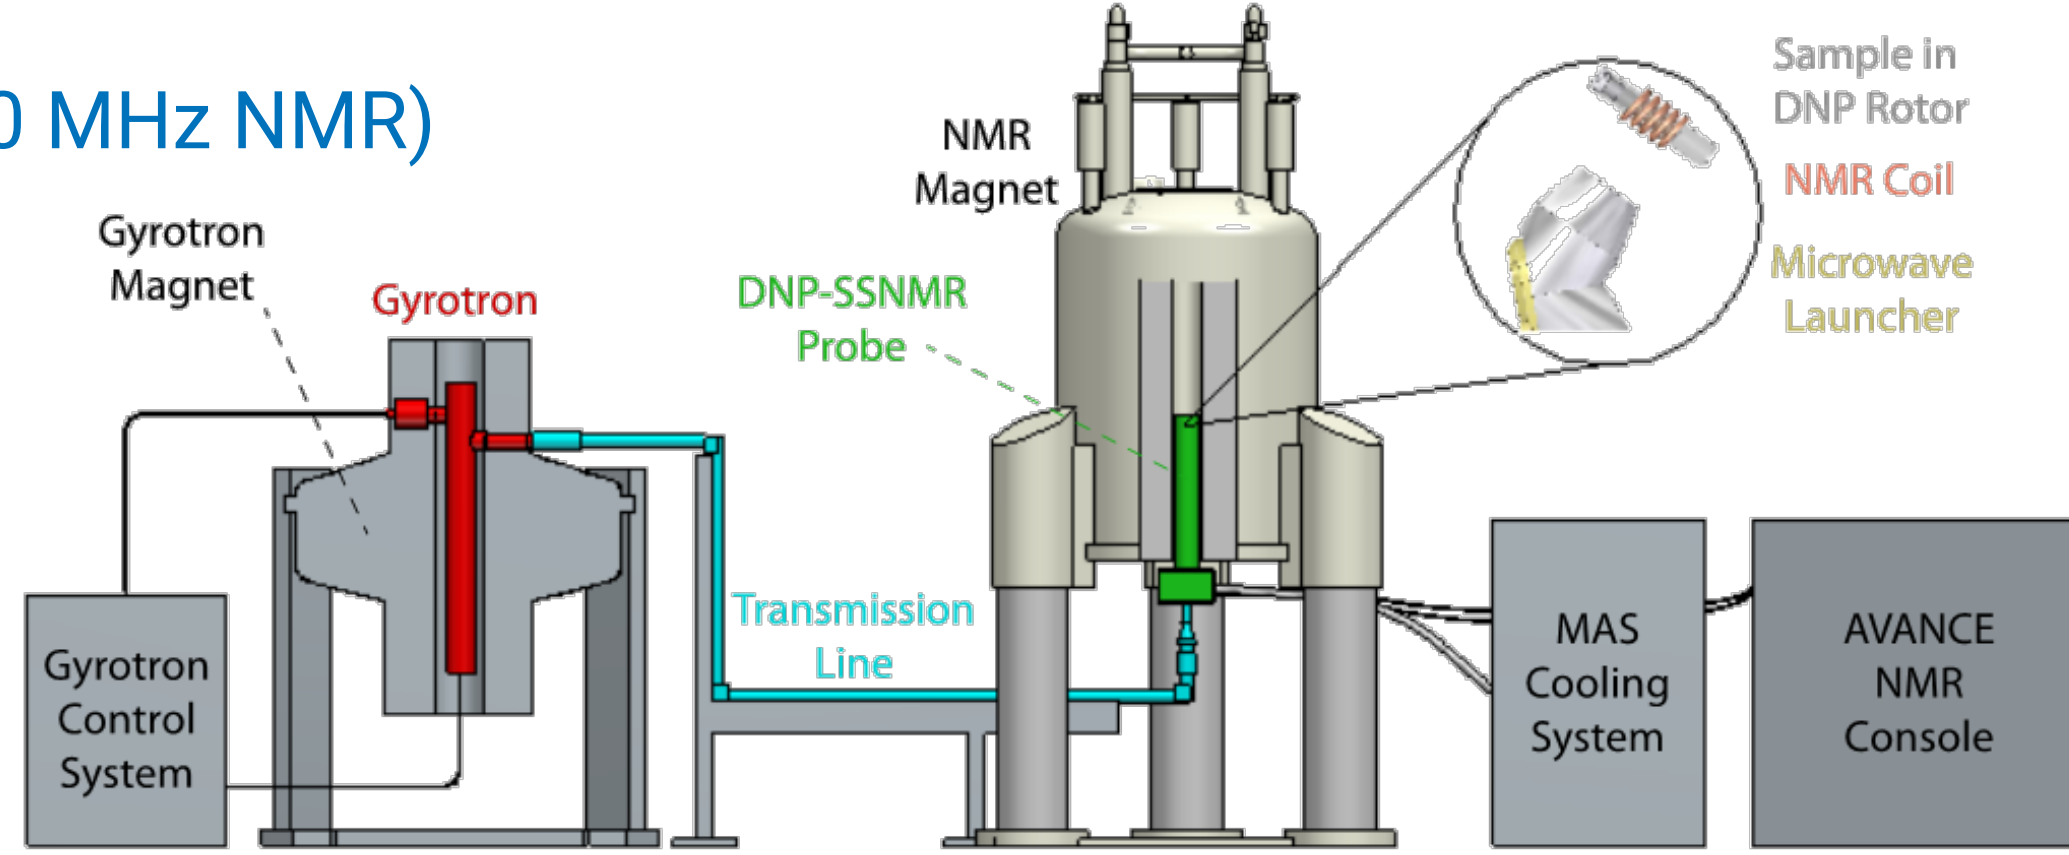 0 MHz NMR)
Gyrotron
Magnet
Gyrotron
NMR
Magnet
DNP-SSNMR
Probe
Sample in
DNP Rotor
NMR Coil
Microwave
Launcher
Transmission
Line
Gyrotron
Control
System
MAS
Cooling
System
AVANCE
NMR
Console